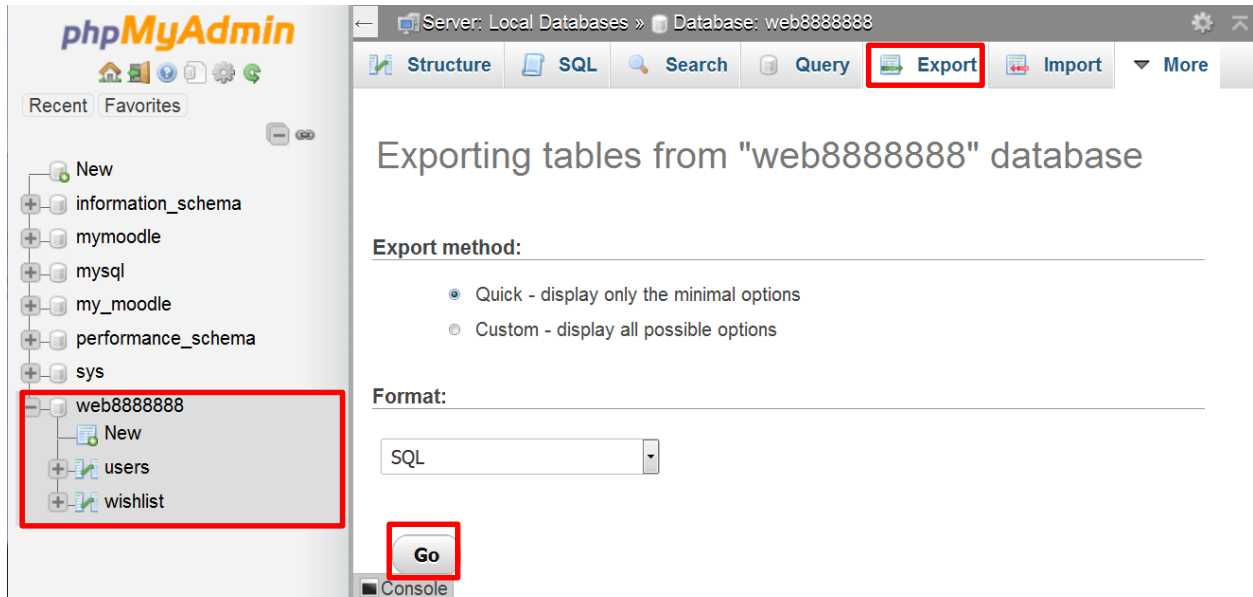 phpMyAdmin
Recent Favorites
New
information_schema
mymoodle
mysql
my_moodle
performance_schema
sys
web8888888
New
users
wishlist
Server: Local Databases » Database: web8888888
Structure SQL Search Query Export Import More
Exporting tables from "web8888888" database
Export method:
Quick - display only the minimal options
Custom - display all possible options
Format:
SQL
Go
Console